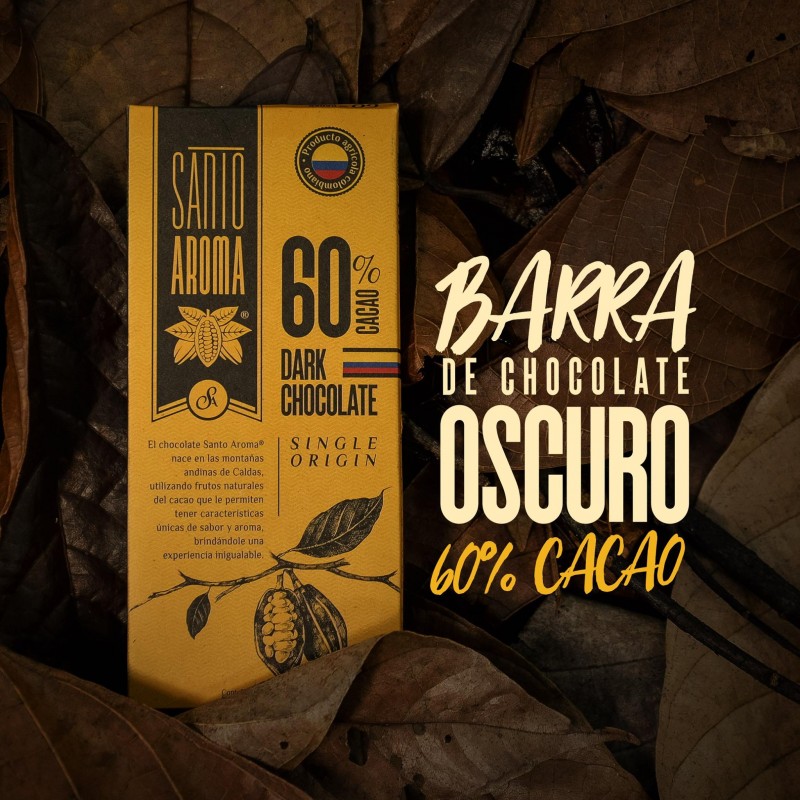 SANTO
AROMA
®
SA
Producto agrícola colombiano
60%
CACAO
DARK
CHOCOLATE
SINGLE
ORIGIN
El chocolate Santo Aroma®
nace en las montañas
andinas de Caldas,
utilizando frutos naturales
del cacao que le permiten
tener características
únicas de sabor y aroma,
brindándole una
experiencia inigualable.
BARRA
DE CHOCOLATE
OSCURO
60% CACAO